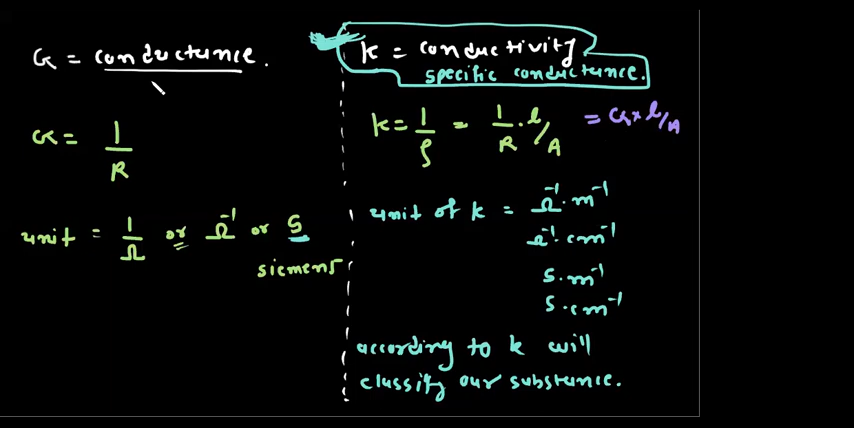 G = conductance.
G = 1/R
unit = 1/Ω or Ω⁻¹ or S
siemens
k = conductivity
specific conductance.
k = 1/ρ = 1/R · l/A = G × l/A
unit of k = Ω⁻¹·m⁻¹
Ω⁻¹·cm⁻¹
S·m⁻¹
S·cm⁻¹
according to k will
classify our substance.